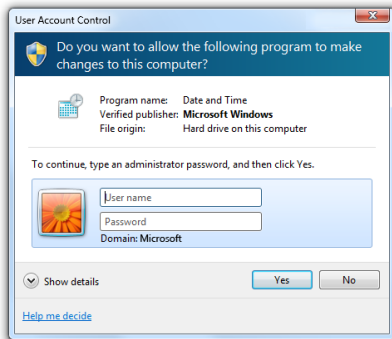 User Account Control
Do you want to allow the following program to make
changes to this computer?
Program name: Date and Time
Verified publisher: Microsoft Windows
File origin: Hard drive on this computer
To continue, type an administrator password, and then click Yes.
User name
Password
Domain: Microsoft
Show details
Yes
No
Help me decide